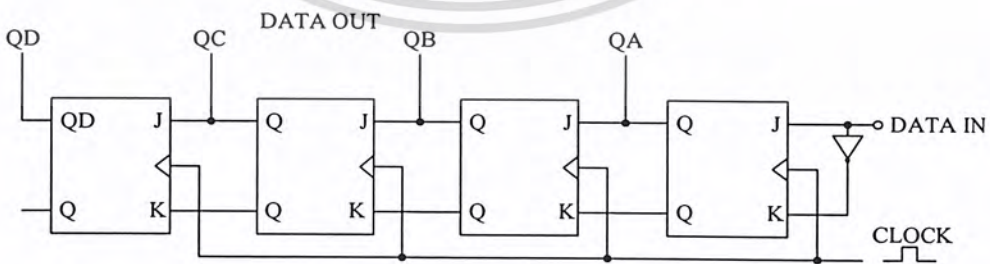 DATA OUT
QD QC QB QA
QD J Q J Q J Q J DATA IN
Q K Q K Q K Q K
CLOCK